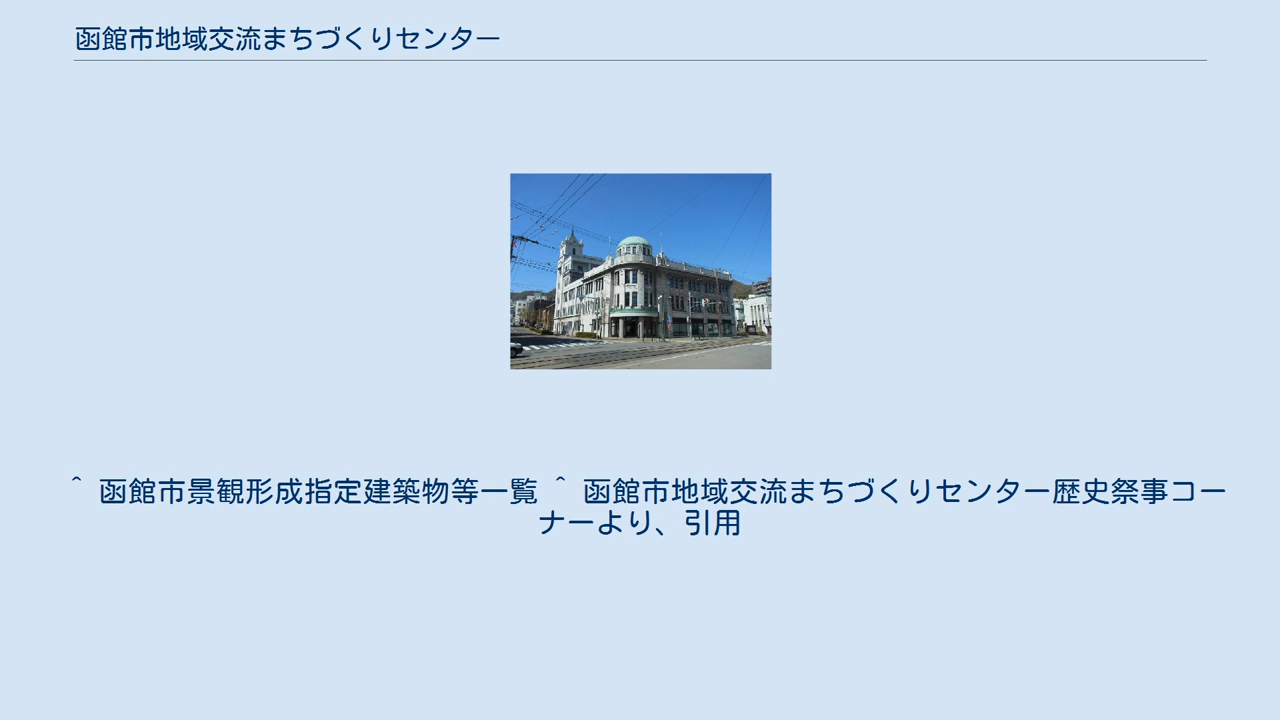 函館市地域交流まちづくりセンター
^ 函館市景観形成指定建築物等一覧 ^ 函館市地域交流まちづくりセンター歴史祭事コー
ナーより、引用